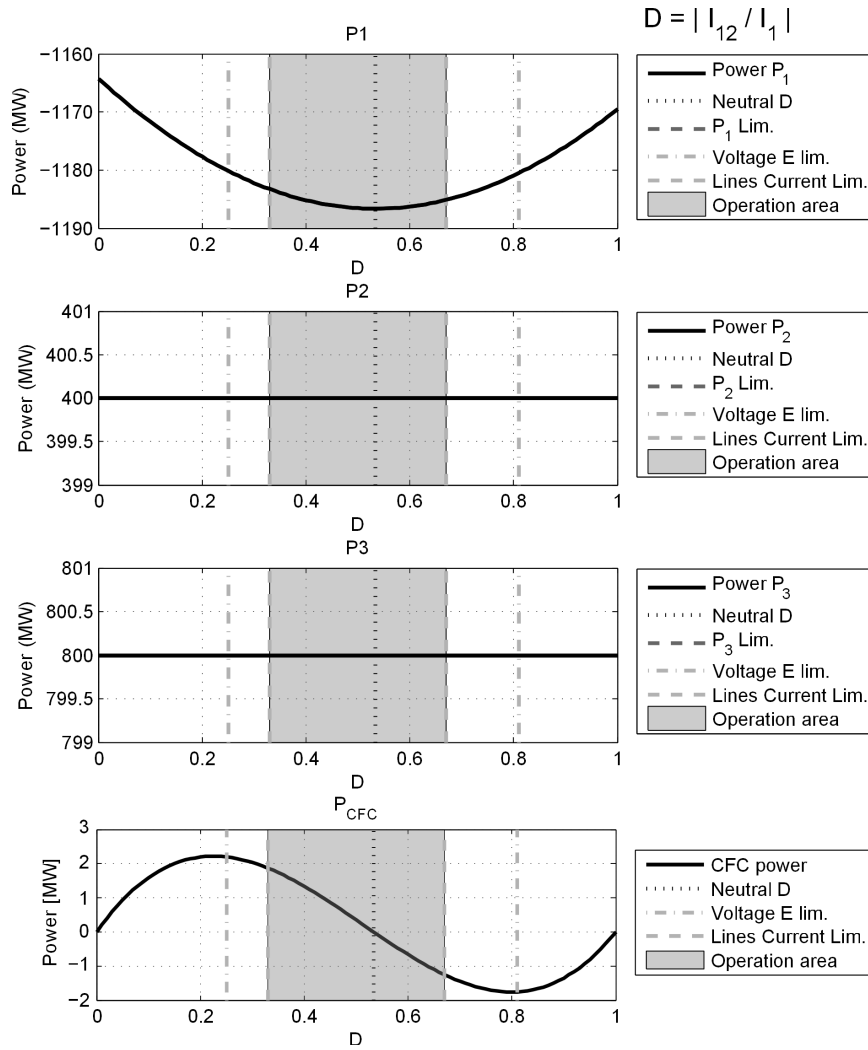 D = | I12 / I1 |
P1
−1160
−1170
−1180
−1190
Power (MW)
0 0.2 0.4 0.6 0.8 1
D
Power P1
Neutral D
P1 Lim.
Voltage E lim.
Lines Current Lim.
Operation area
P2
401
400.5
400
399.5
399
Power (MW)
0 0.2 0.4 0.6 0.8 1
D
Power P2
Neutral D
P2 Lim.
Voltage E lim.
Lines Current Lim.
Operation area
P3
801
800.5
800
799.5
799
Power (MW)
0 0.2 0.4 0.6 0.8 1
D
Power P3
Neutral D
P3 Lim.
Voltage E lim.
Lines Current Lim.
Operation area
PCFC
3
2
1
0
−1
−2
Power [MW]
0 0.2 0.4 0.6 0.8 1
D
CFC power
Neutral D
Voltage E lim.
Lines Current Lim.
Operation area